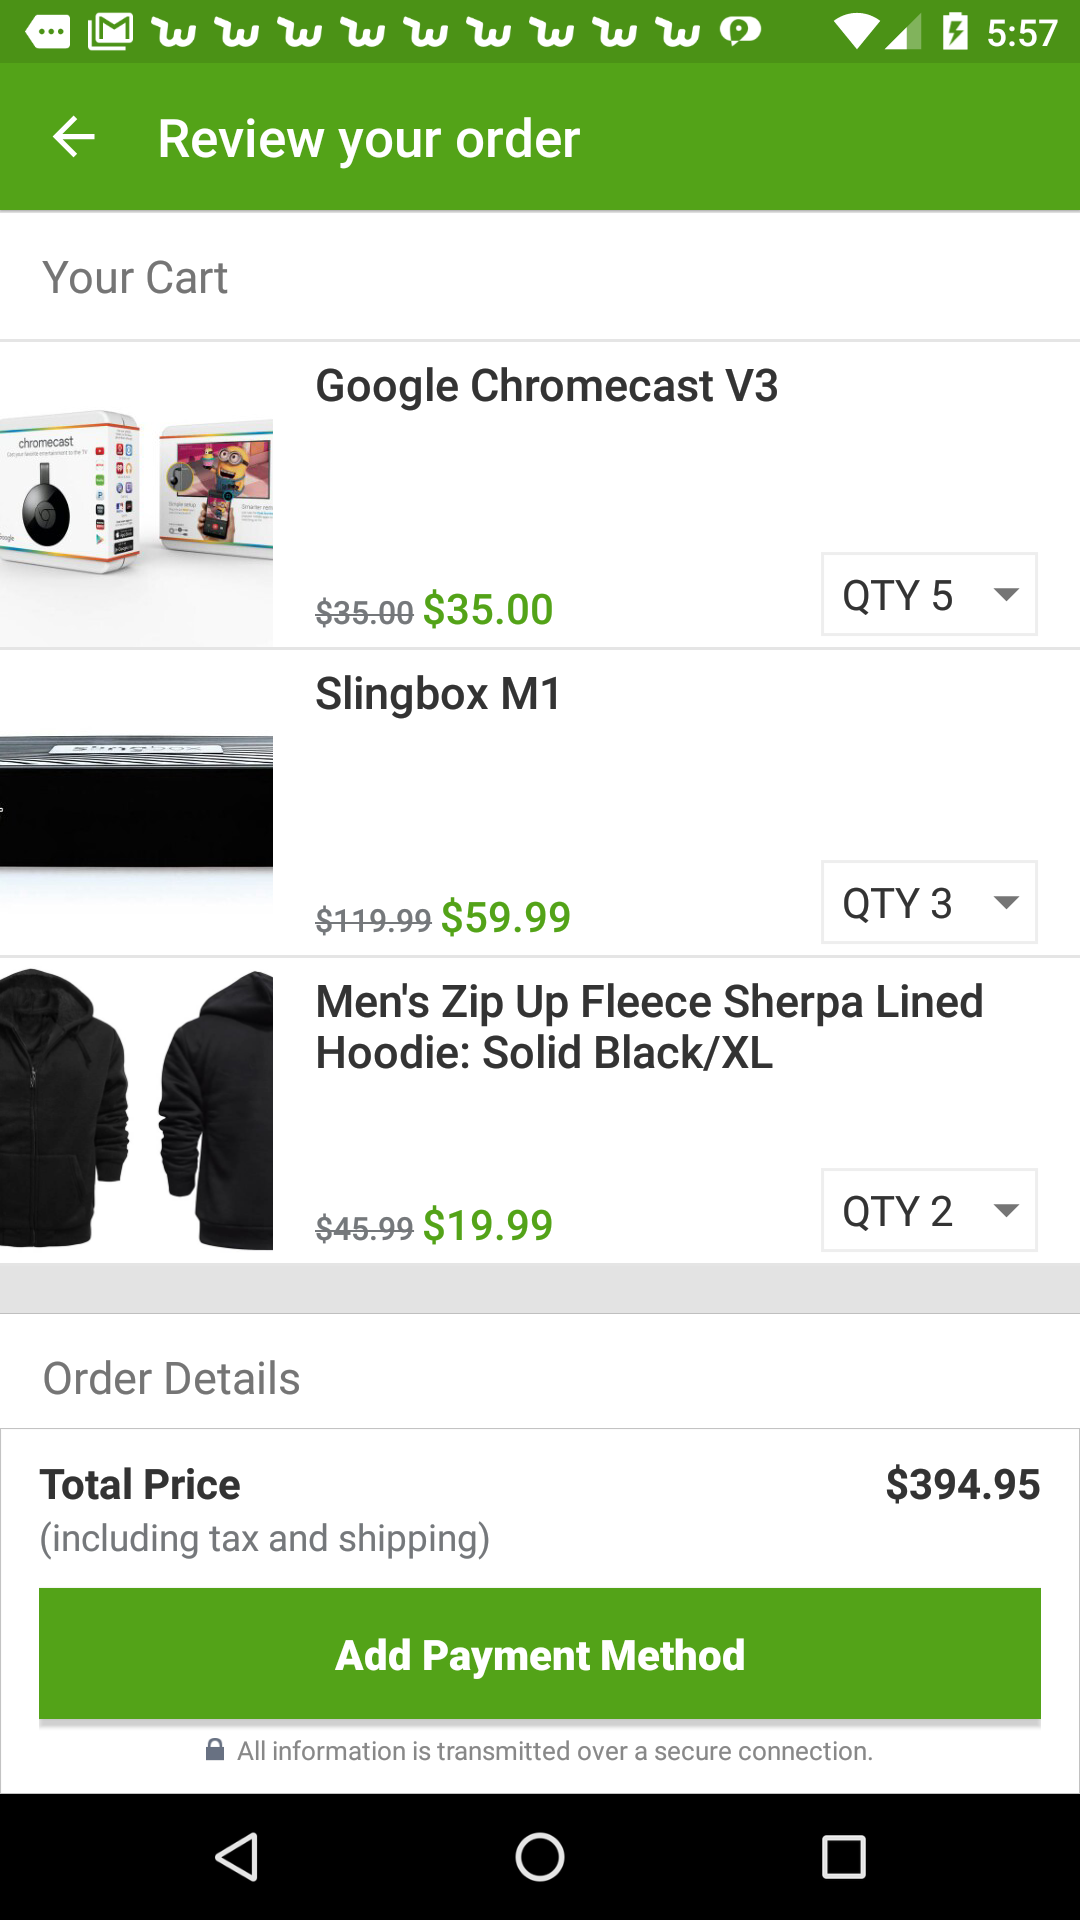 5:57
Review your order
Your Cart
chromecast
Google Chromecast V3
$35.00 $35.00
QTY 5
Slingbox M1
slingbox
$119.99 $59.99
QTY 3
Men's Zip Up Fleece Sherpa Lined
Hoodie: Solid Black/XL
$45.99 $19.99
QTY 2
Order Details
Total Price
$394.95
(including tax and shipping)
Add Payment Method
All information is transmitted over a secure connection.